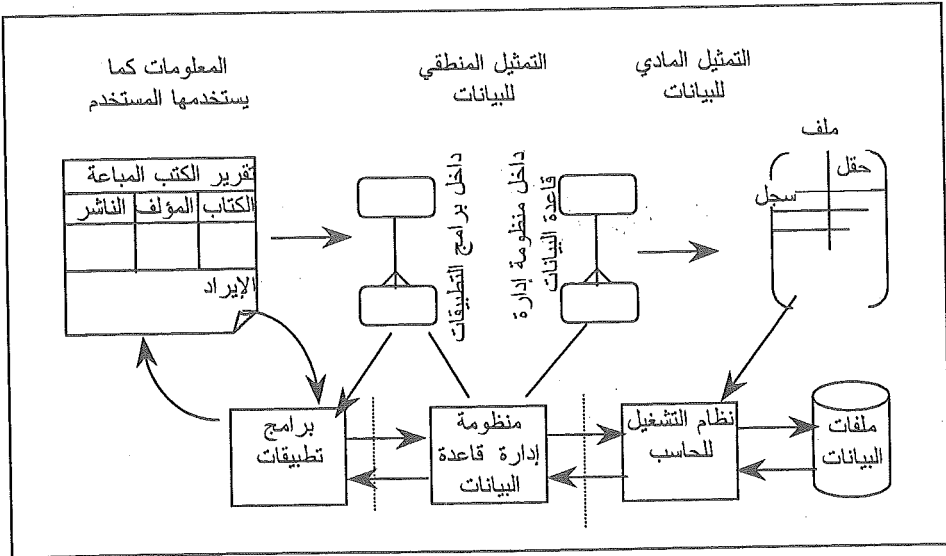 المعلومات كما
يستخدمها المستخدم
التمثيل المنطقي
للبيانات
التمثيل المادي
للبيانات
تقرير الكتب المباعة
الكتاب المؤلف الناشر
الإيراد
داخل برامج التطبيقات
داخل منظومة إدارة
قاعدة البيانات
ملف
حقل
سجل
برامج
تطبيقات
منظومة
إدارة قاعدة
البيانات
نظام التشغيل
للحاسب
ملفات
البيانات